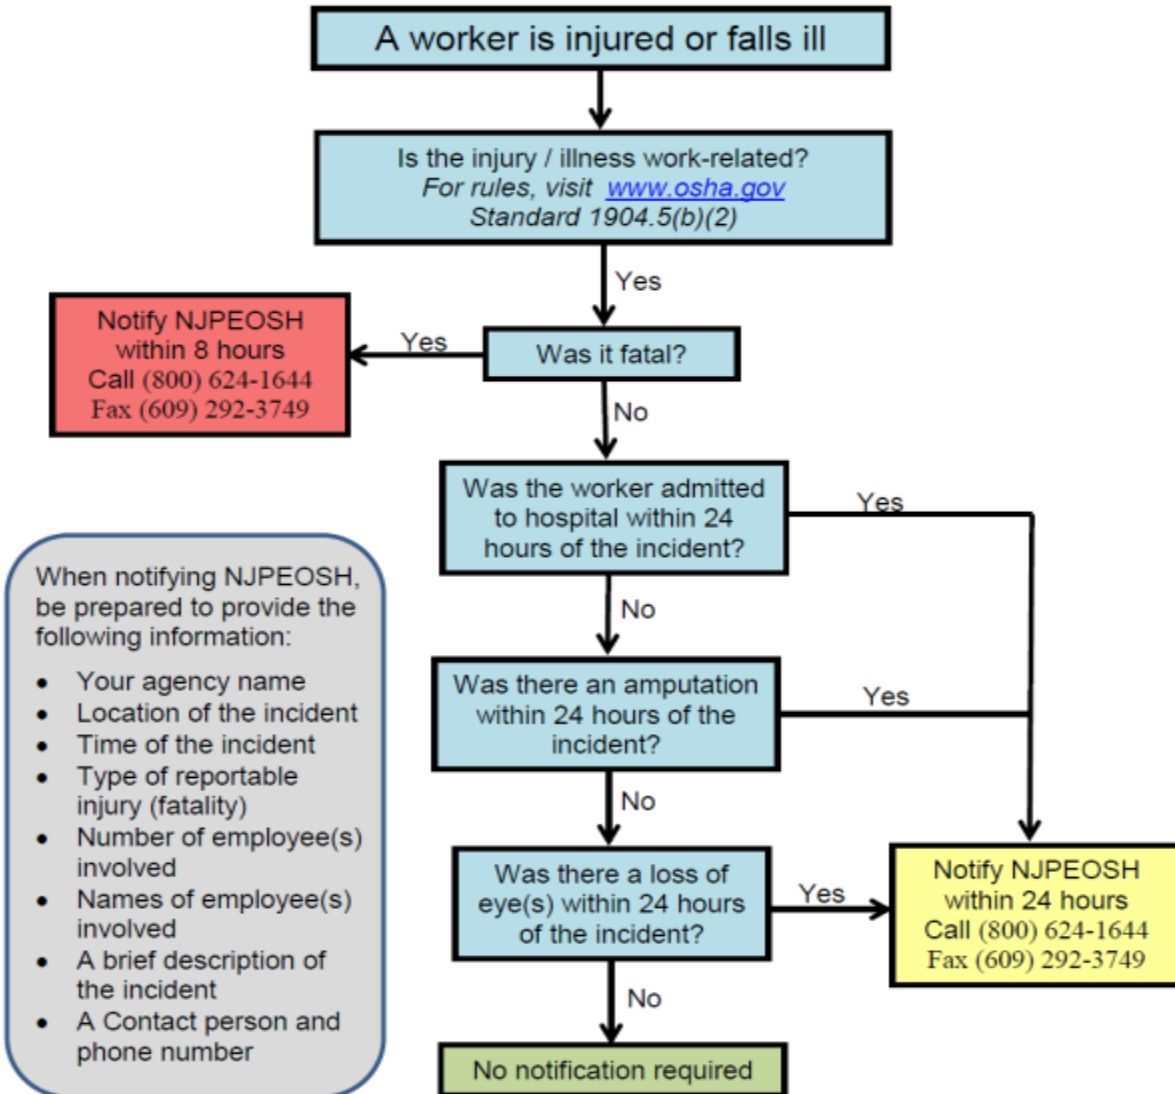 A worker is injured or falls ill
Is the injury / illness work-related?
For rules, visit www.osha.gov
Standard 1904.5(b)(2)
Yes
Notify NJPEOSH
within 8 hours
Call (800) 624-1644
Fax (609) 292-3749
Yes
Was it fatal?
No
Was the worker admitted
to hospital within 24
hours of the incident?
Yes
No
When notifying NJPEOSH,
be prepared to provide the
following information:
• Your agency name
• Location of the incident
• Time of the incident
• Type of reportable
injury (fatality)
• Number of employee(s)
involved
• Names of employee(s)
involved
• A brief description of
the incident
• A Contact person and
phone number
Was there an amputation
within 24 hours of the
incident?
Yes
No
Was there a loss of
eye(s) within 24 hours
of the incident?
Yes
Notify NJPEOSH
within 24 hours
Call (800) 624-1644
Fax (609) 292-3749
No
No notification required